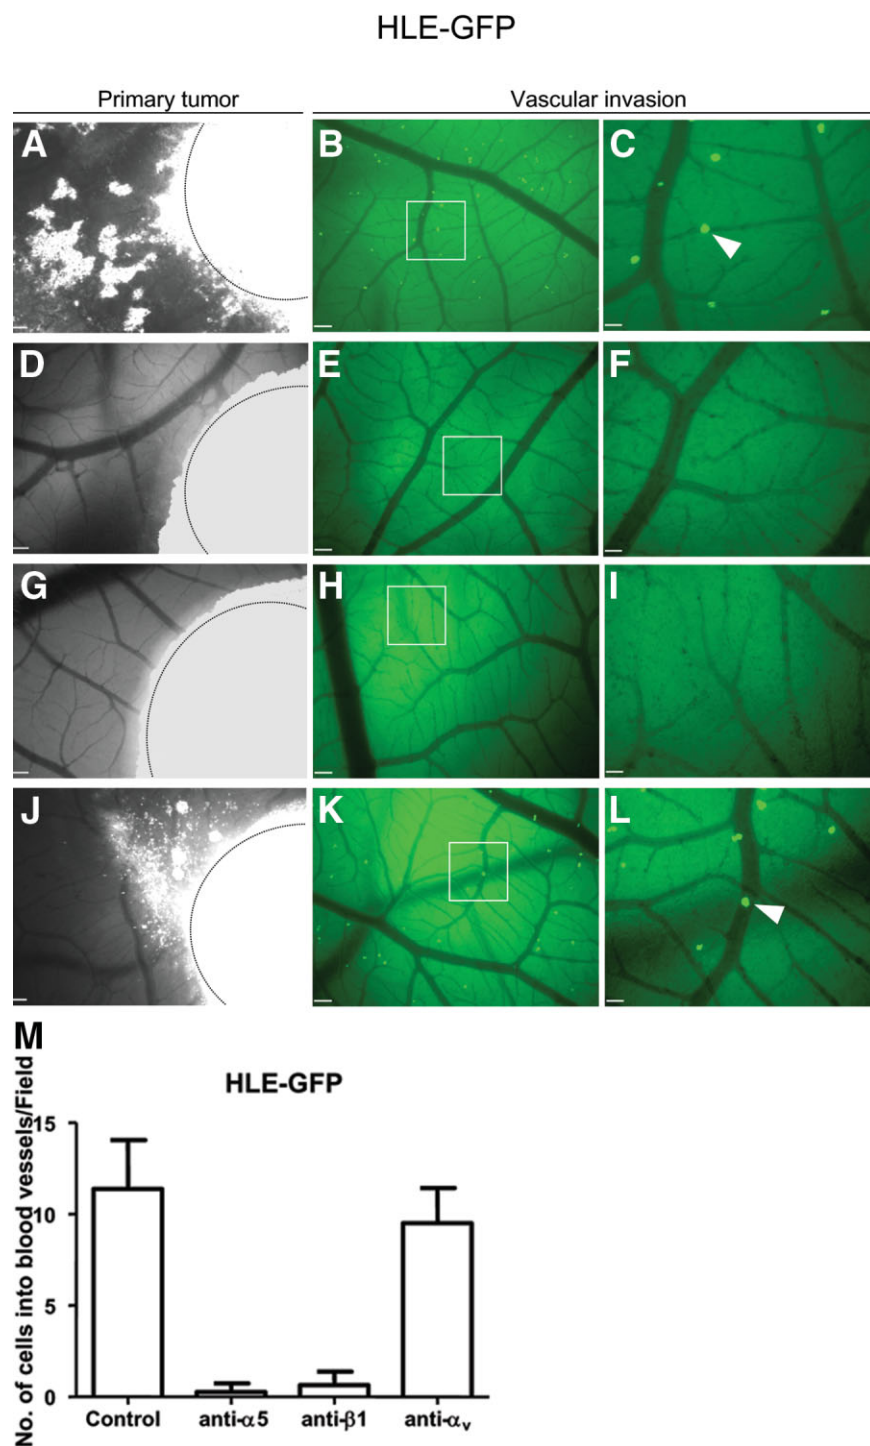 HLE-GFP
Primary tumor
Vascular invasion
A
B
C
D
E
F
G
H
I
J
K
L
M
HLE-GFP
No. of cells into blood vessels/Field
15
10
5
0
Control
anti-α5
anti-β1
anti-αv